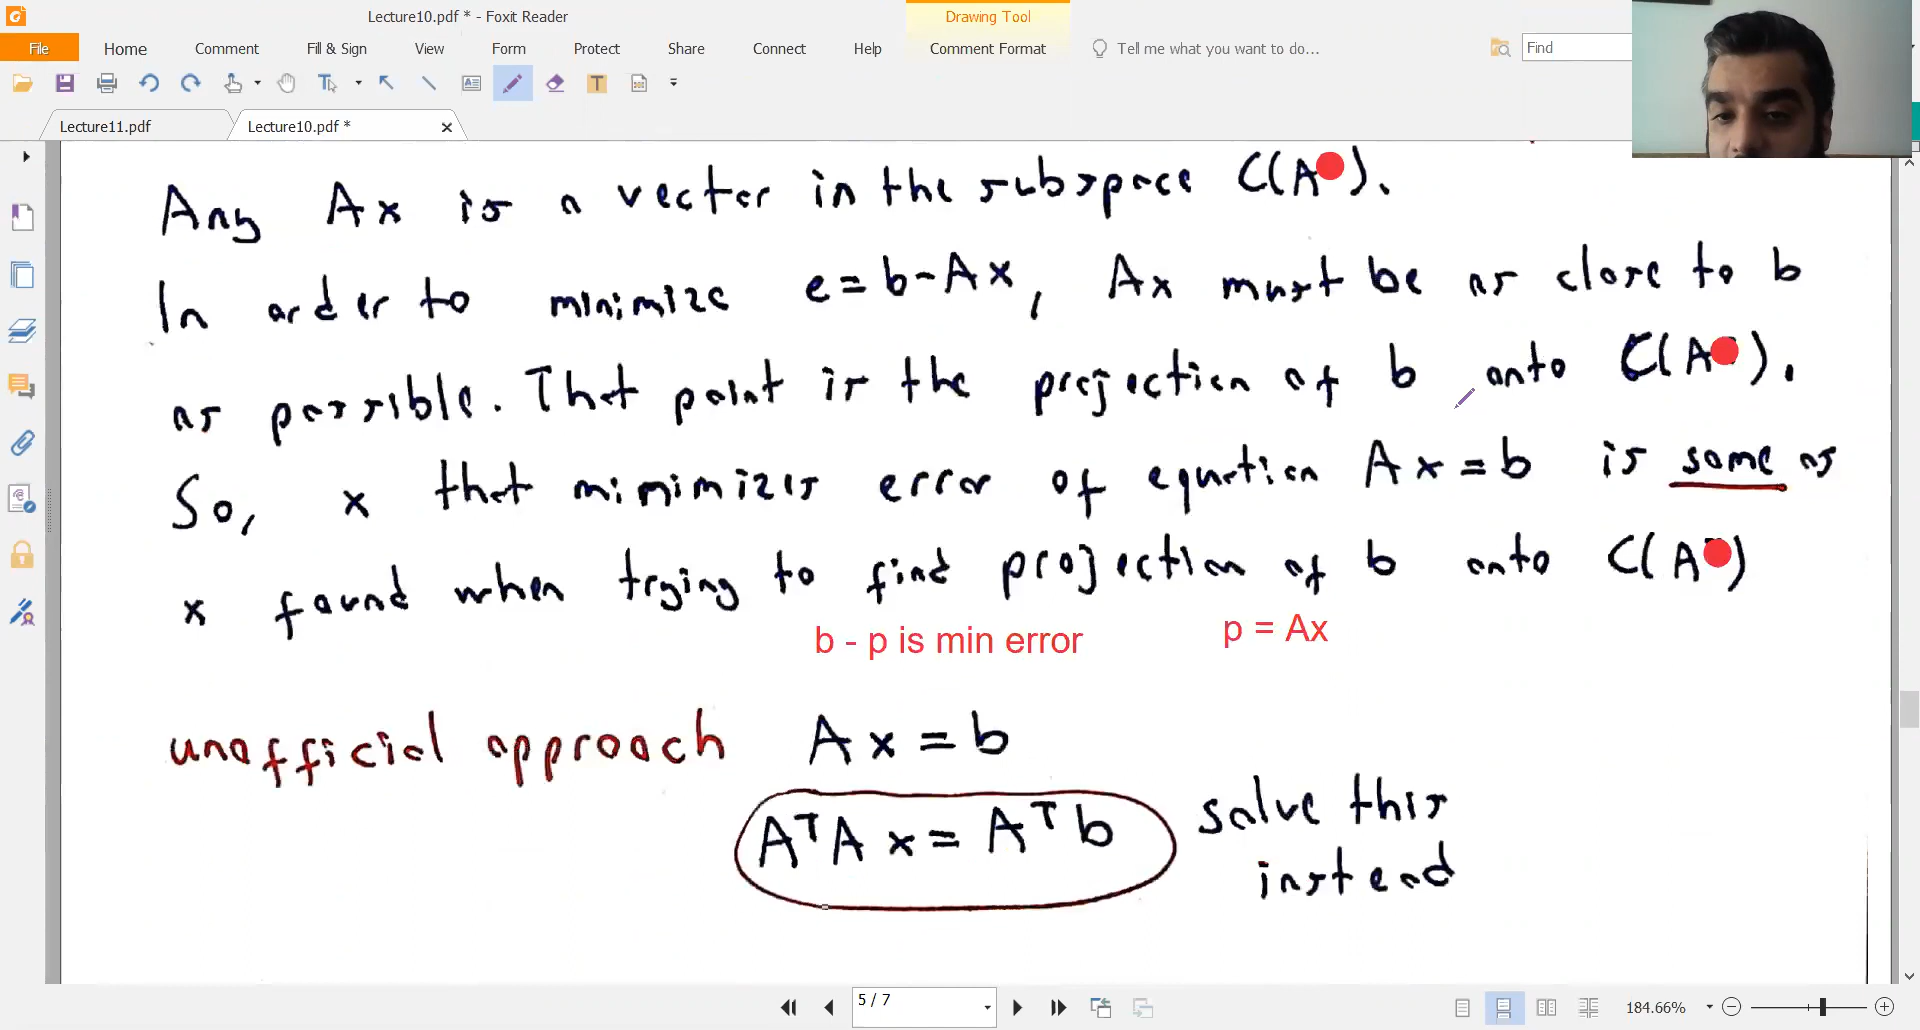 Lecture10.pdf * - Foxit Reader
Drawing Tool
File Home Comment Fill & Sign View Form Protect Share Connect Help Comment Format Tell me what you want to do... Find
Lecture11.pdf Lecture10.pdf *
Any Ax is a vector in the subspace C(A).
In order to minimize e = b - Ax, Ax must be as close to b
as possible. That point is the projection of b onto C(A).
So, x that minimizes error of equation Ax = b is same as
x found when trying to find projection of b onto C(A)
b - p is min error p = Ax
unofficial approach Ax = b
AᵀAx = Aᵀb solve this
instead
5 / 7
184.66%